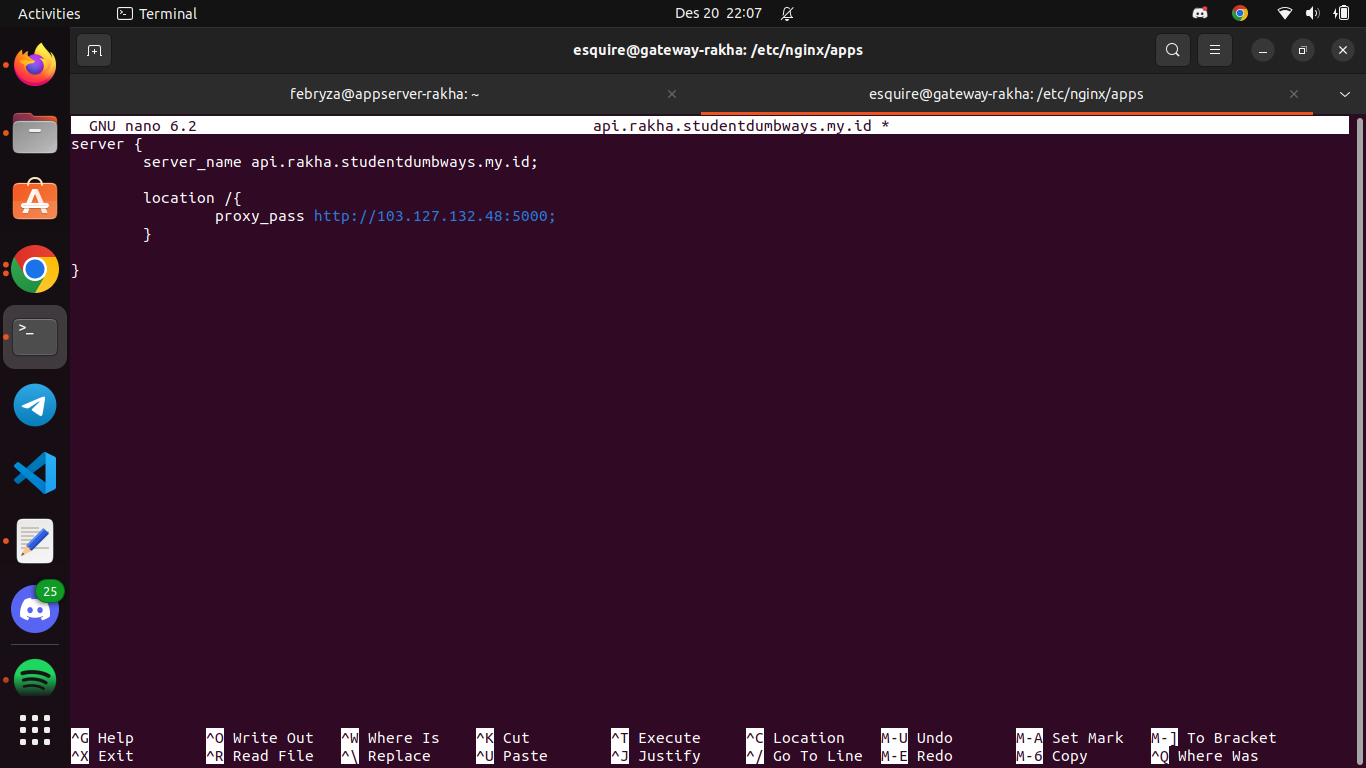 Activities Terminal Des 20 22:07
esquire@gateway-rakha: /etc/nginx/apps
febryza@appserver-rakha: ~ esquire@gateway-rakha: /etc/nginx/apps
GNU nano 6.2 api.rakha.studentdumbways.my.id *
server {
        server_name api.rakha.studentdumbways.my.id;
        location /{
                proxy_pass http://103.127.132.48:5000;
        }
}
>_
25
^G Help ^O Write Out ^W Where Is ^K Cut ^T Execute ^C Location M-U Undo M-A Set Mark M-] To Bracket
^X Exit ^R Read File ^\ Replace ^U Paste ^J Justify ^/ Go To Line M-E Redo M-6 Copy ^Q Where Was